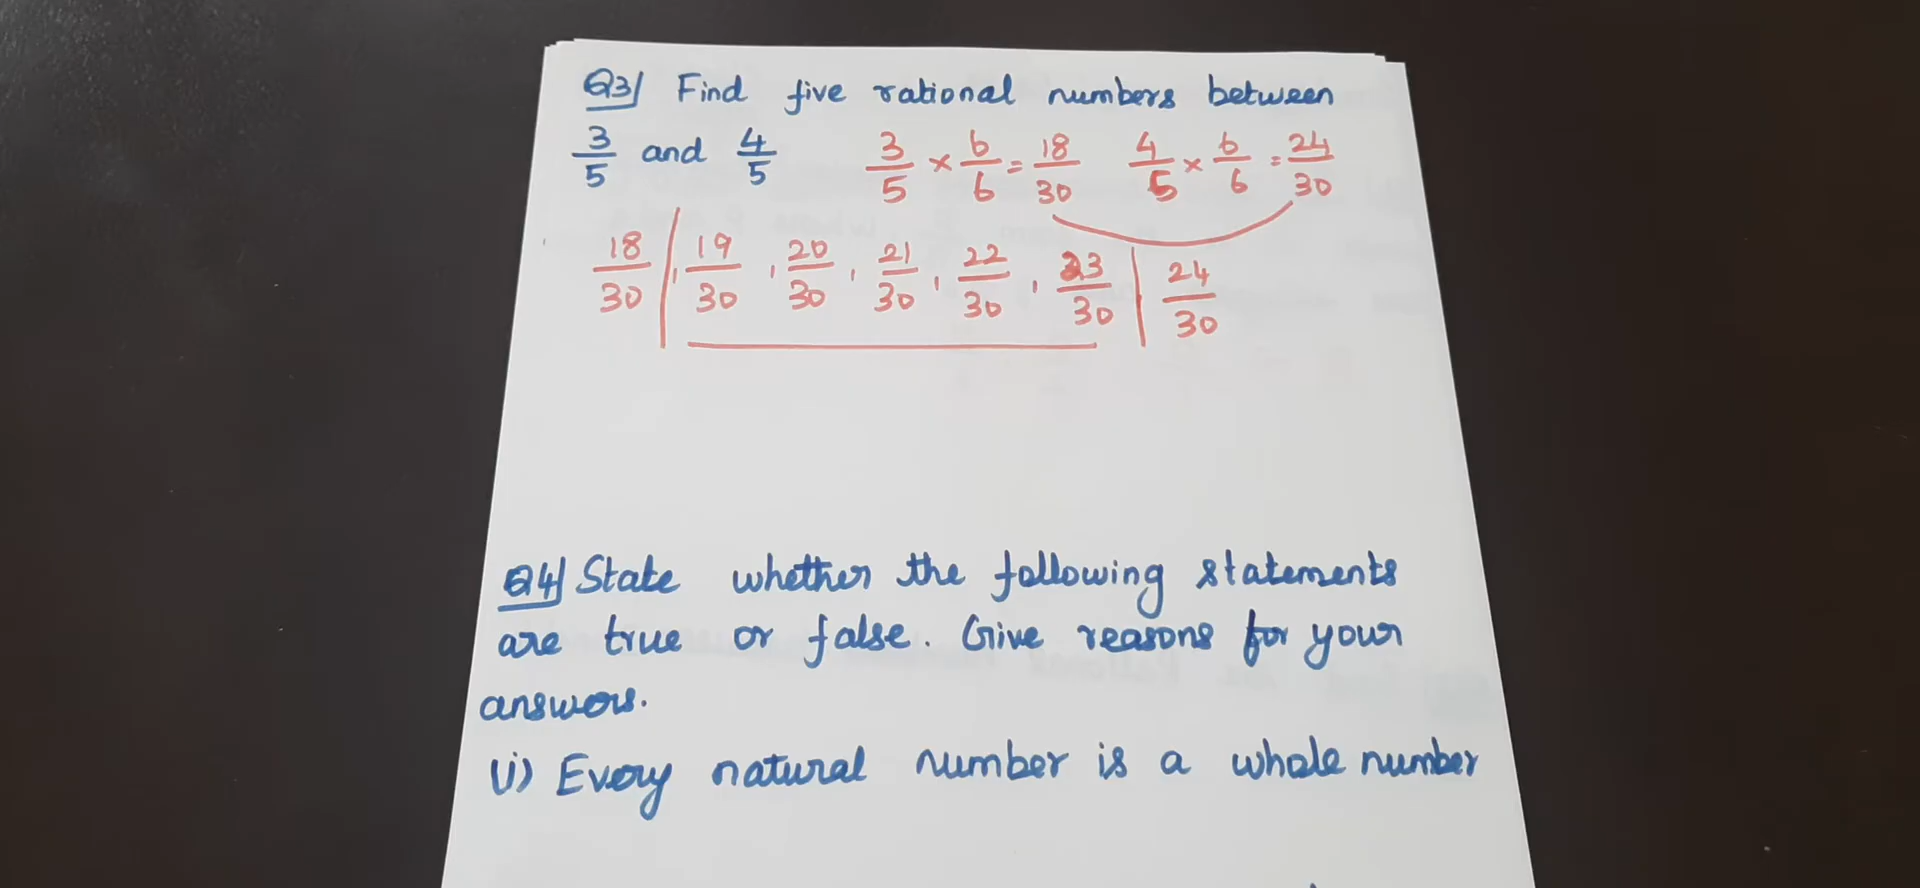 Q3/ Find five rational numbers between
3/5 and 4/5 3/5 × 6/6 = 18/30 4/5 × 6/6 = 24/30
18/30 | , 19/30 , 20/30 , 21/30 , 22/30 , 23/30 | 24/30
Q4/ State whether the following statements
are true or false. Give reasons for your
answers.
(i) Every natural number is a whole number